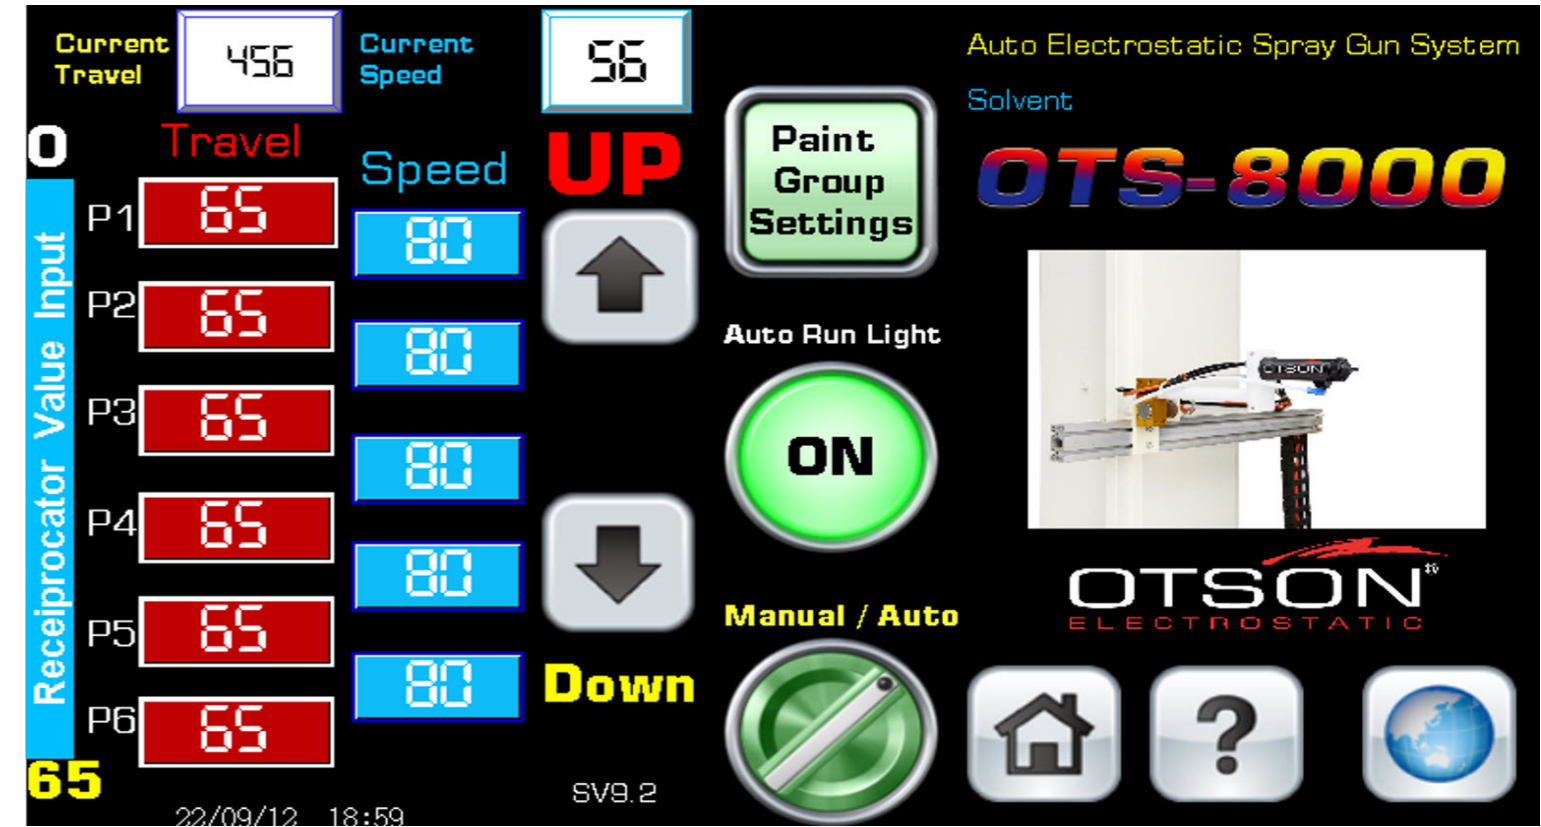 Current
Travel
456
Current
Speed
56
Auto Electrostatic Spray Gun System
Solvent
OTS-8000
0
Travel
Speed
UP
Paint
Group
Settings
Receiprocator Value Input
P1
65
80
P2
65
80
P3
65
80
P4
65
80
P5
65
80
P6
65
65
Auto Run Light
ON
Manual / Auto
Down
OTSON
OTSON®
ELECTROSTATIC
?
SV9.2
22/09/12 18:59